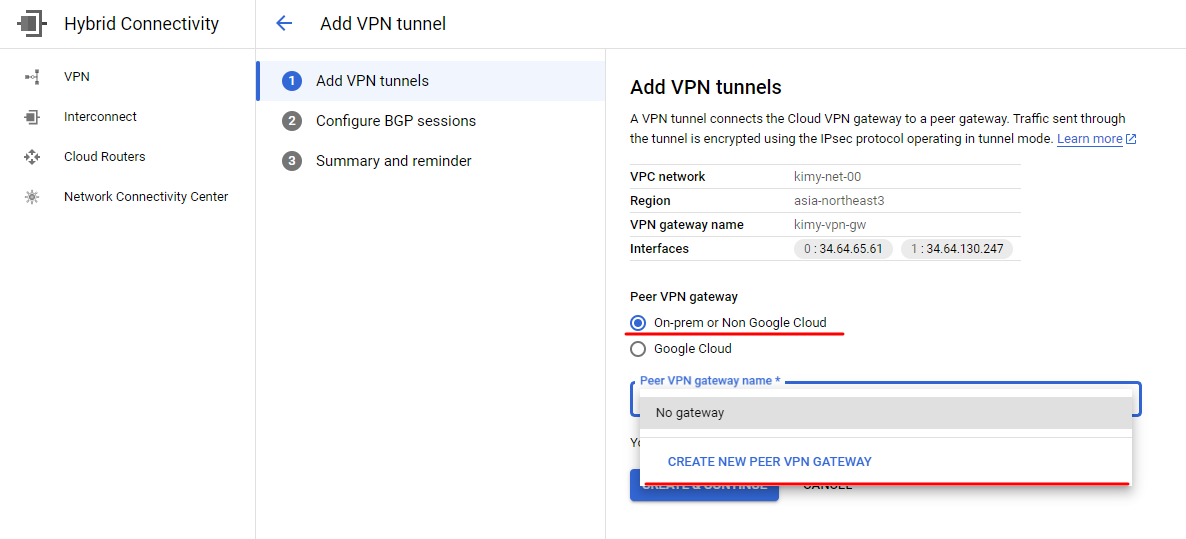 Hybrid Connectivity
Add VPN tunnel
VPN
Interconnect
Cloud Routers
Network Connectivity Center
1 Add VPN tunnels
2 Configure BGP sessions
3 Summary and reminder
Add VPN tunnels
A VPN tunnel connects the Cloud VPN gateway to a peer gateway. Traffic sent through
the tunnel is encrypted using the IPsec protocol operating in tunnel mode. Learn more
VPC network kimy-net-00
Region asia-northeast3
VPN gateway name kimy-vpn-gw
Interfaces 0 : 34.64.65.61 1 : 34.64.130.247
Peer VPN gateway
On-prem or Non Google Cloud
Google Cloud
Peer VPN gateway name *
No gateway
CREATE NEW PEER VPN GATEWAY
CREATE & CONTINUE CANCEL